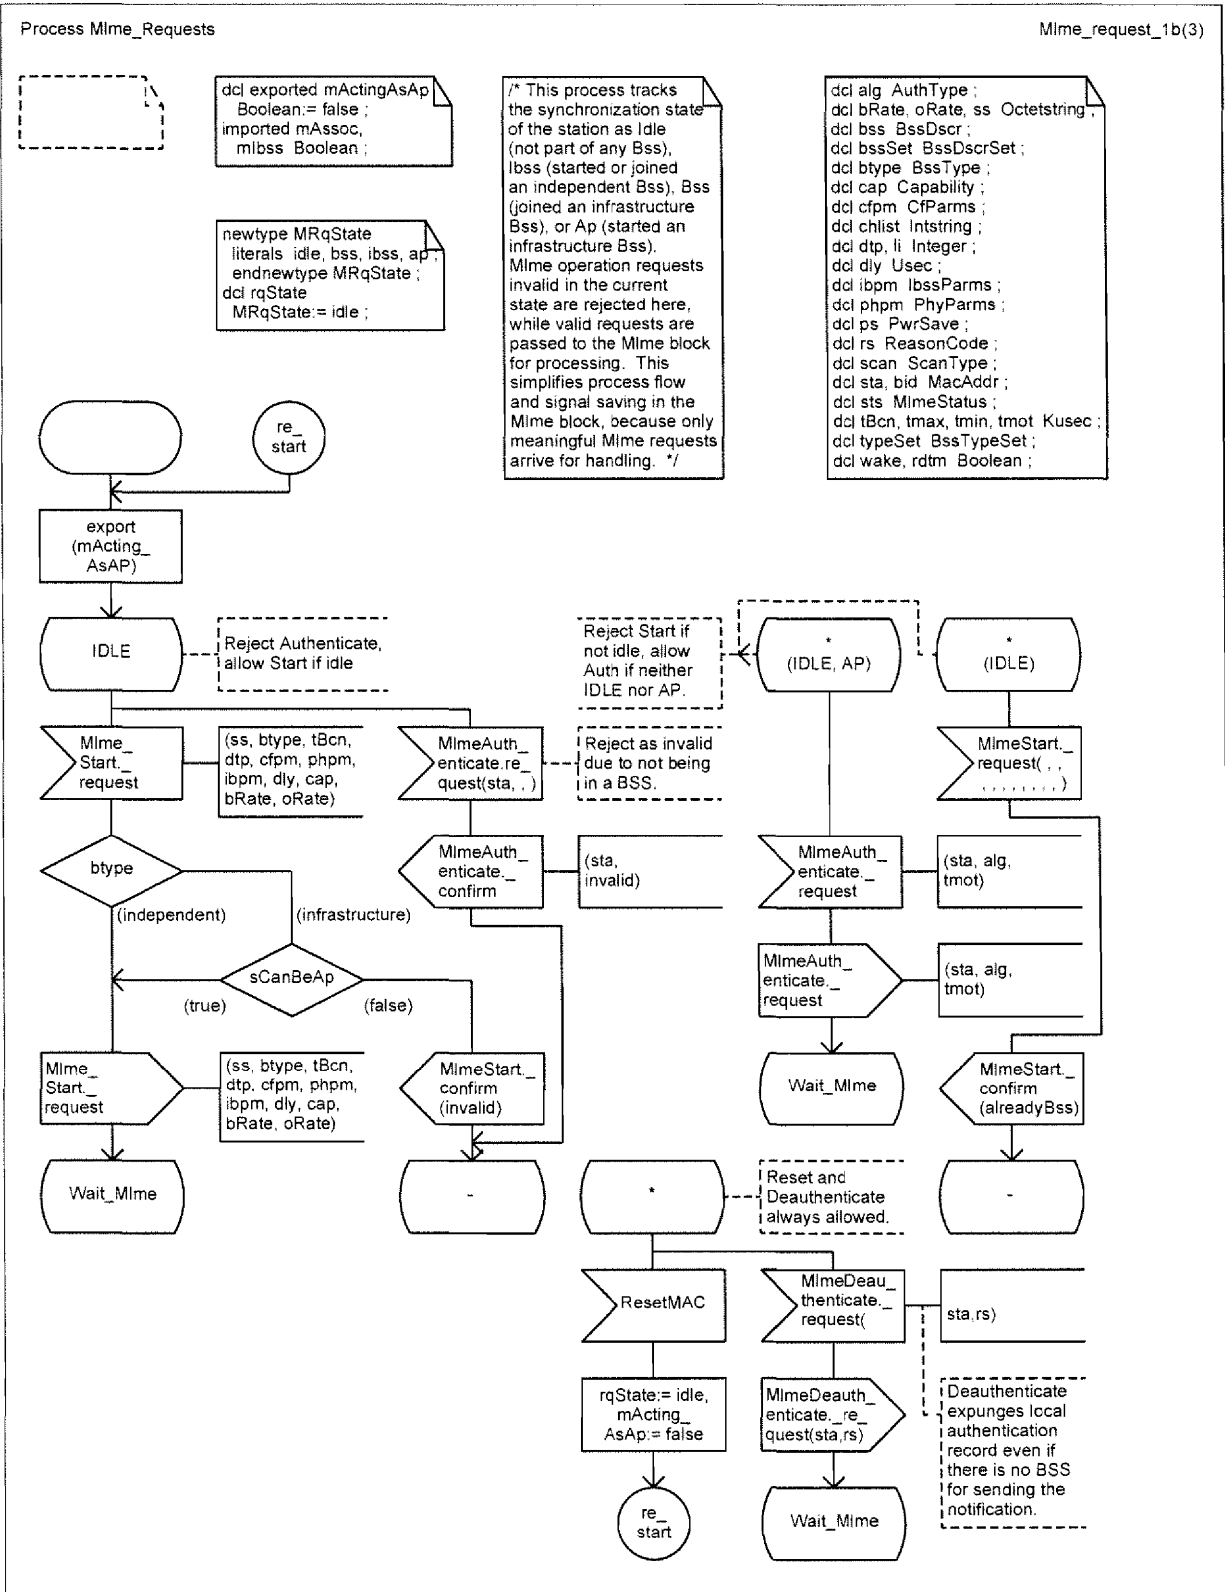 Process Mlme_Requests
Mlme_request_1b(3)
dcl exported mActingAsAp
Boolean:= false ;
imported mAssoc,
mIbss Boolean ;
newtype MRqState
literals idle, bss, ibss, ap ;
endnewtype MRqState ;
dcl rqState
MRqState:= idle ;
/* This process tracks
the synchronization state
of the station as Idle
(not part of any Bss),
Ibss (started or joined
an independent Bss), Bss
(joined an infrastructure
Bss), or Ap (started an
infrastructure Bss).
Mlme operation requests
invalid in the current
state are rejected here,
while valid requests are
passed to the Mlme block
for processing. This
simplifies process flow
and signal saving in the
Mlme block, because only
meaningful Mlme requests
arrive for handling. */
dcl alg AuthType ;
dcl bRate, oRate, ss Octetstring ;
dcl bss BssDscr ;
dcl bssSet BssDscrSet ;
dcl btype BssType ;
dcl cap Capability ;
dcl cfpm CfParms ;
dcl chlist Intstring ;
dcl dtp, li Integer ;
dcl dly Usec ;
dcl ibpm IbssParms ;
dcl phpm PhyParms ;
dcl ps PwrSave ;
dcl rs ReasonCode ;
dcl scan ScanType ;
dcl sta, bid MacAddr ;
dcl sts MlmeStatus ;
dcl tBcn, tmax, tmin, tmot Kusec ;
dcl typeSet BssTypeSet ;
dcl wake, rdtm Boolean ;
re_
start
export
(mActing_
AsAP)
IDLE
Reject Authenticate,
allow Start if idle
Reject Start if
not idle, allow
Auth if neither
IDLE nor AP.
*
(IDLE, AP)
*
(IDLE)
Mlme_
Start._
request
(ss, btype, tBcn,
dtp, cfpm, phpm,
ibpm, dly, cap,
bRate, oRate)
MlmeAuth_
enticate.re_
quest(sta, , )
Reject as invalid
due to not being
in a BSS.
MlmeStart._
request( , ,
, , , , , , , , )
btype
(independent)
(infrastructure)
MlmeAuth_
enticate._
confirm
(sta,
invalid)
MlmeAuth_
enticate._
request
(sta, alg,
tmot)
sCanBeAp
(true)
(false)
MlmeAuth_
enticate._
request
(sta, alg,
tmot)
Mlme_
Start._
request
(ss, btype, tBcn,
dtp, cfpm, phpm,
ibpm, dly, cap,
bRate, oRate)
MlmeStart._
confirm
(invalid)
Wait_Mlme
MlmeStart._
confirm
(alreadyBss)
Wait_Mlme
-
*
Reset and
Deauthenticate
always allowed.
-
ResetMAC
MlmeDeau_
thenticate._
request(
sta,rs)
rqState:= idle,
mActing_
AsAp:= false
MlmeDeauth_
enticate._re_
quest(sta,rs)
Deauthenticate
expunges local
authentication
record even if
there is no BSS
for sending the
notification.
re_
start
Wait_Mlme